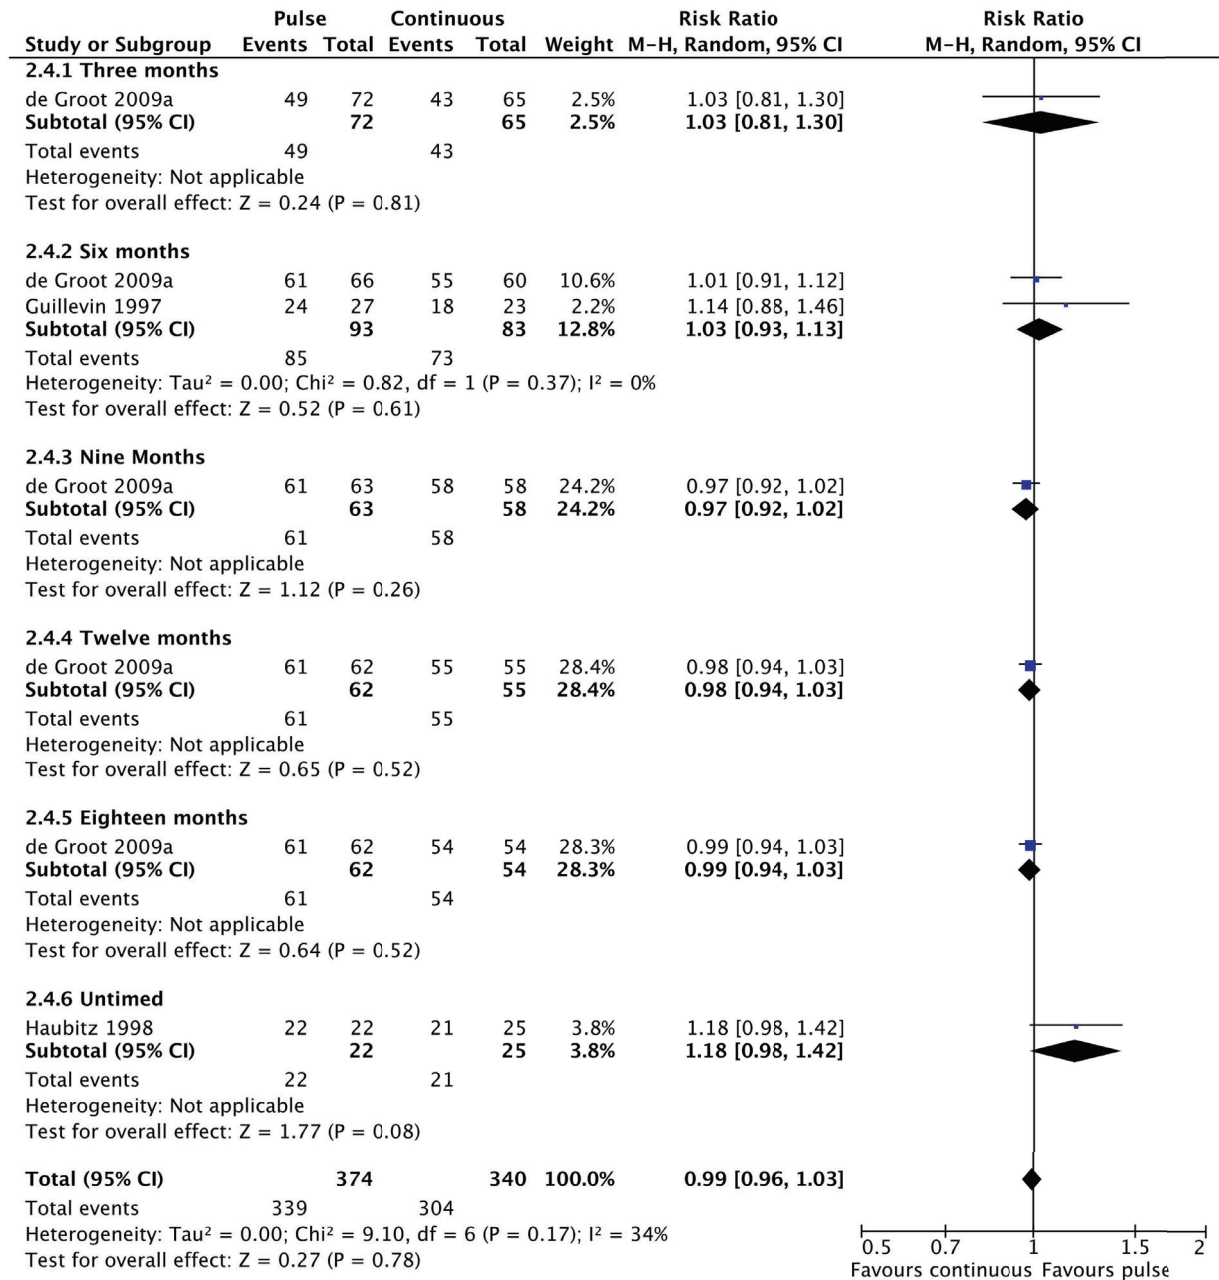 Pulse Continuous Risk Ratio Risk Ratio
Study or Subgroup Events Total Events Total Weight M-H, Random, 95% CI M-H, Random, 95% CI
2.4.1 Three months
de Groot 2009a 49 72 43 65 2.5% 1.03 [0.81, 1.30]
Subtotal (95% CI) 72 65 2.5% 1.03 [0.81, 1.30]
Total events 49 43
Heterogeneity: Not applicable
Test for overall effect: Z = 0.24 (P = 0.81)
2.4.2 Six months
de Groot 2009a 61 66 55 60 10.6% 1.01 [0.91, 1.12]
Guillevin 1997 24 27 18 23 2.2% 1.14 [0.88, 1.46]
Subtotal (95% CI) 93 83 12.8% 1.03 [0.93, 1.13]
Total events 85 73
Heterogeneity: Tau² = 0.00; Chi² = 0.82, df = 1 (P = 0.37); I² = 0%
Test for overall effect: Z = 0.52 (P = 0.61)
2.4.3 Nine Months
de Groot 2009a 61 63 58 58 24.2% 0.97 [0.92, 1.02]
Subtotal (95% CI) 63 58 24.2% 0.97 [0.92, 1.02]
Total events 61 58
Heterogeneity: Not applicable
Test for overall effect: Z = 1.12 (P = 0.26)
2.4.4 Twelve months
de Groot 2009a 61 62 55 55 28.4% 0.98 [0.94, 1.03]
Subtotal (95% CI) 62 55 28.4% 0.98 [0.94, 1.03]
Total events 61 55
Heterogeneity: Not applicable
Test for overall effect: Z = 0.65 (P = 0.52)
2.4.5 Eighteen months
de Groot 2009a 61 62 54 54 28.3% 0.99 [0.94, 1.03]
Subtotal (95% CI) 62 54 28.3% 0.99 [0.94, 1.03]
Total events 61 54
Heterogeneity: Not applicable
Test for overall effect: Z = 0.64 (P = 0.52)
2.4.6 Untimed
Haubitz 1998 22 22 21 25 3.8% 1.18 [0.98, 1.42]
Subtotal (95% CI) 22 25 3.8% 1.18 [0.98, 1.42]
Total events 22 21
Heterogeneity: Not applicable
Test for overall effect: Z = 1.77 (P = 0.08)
Total (95% CI) 374 340 100.0% 0.99 [0.96, 1.03]
Total events 339 304
Heterogeneity: Tau² = 0.00; Chi² = 9.10, df = 6 (P = 0.17); I² = 34%
Test for overall effect: Z = 0.27 (P = 0.78)
0.5 0.7 1 1.5 2
Favours continuous Favours pulse